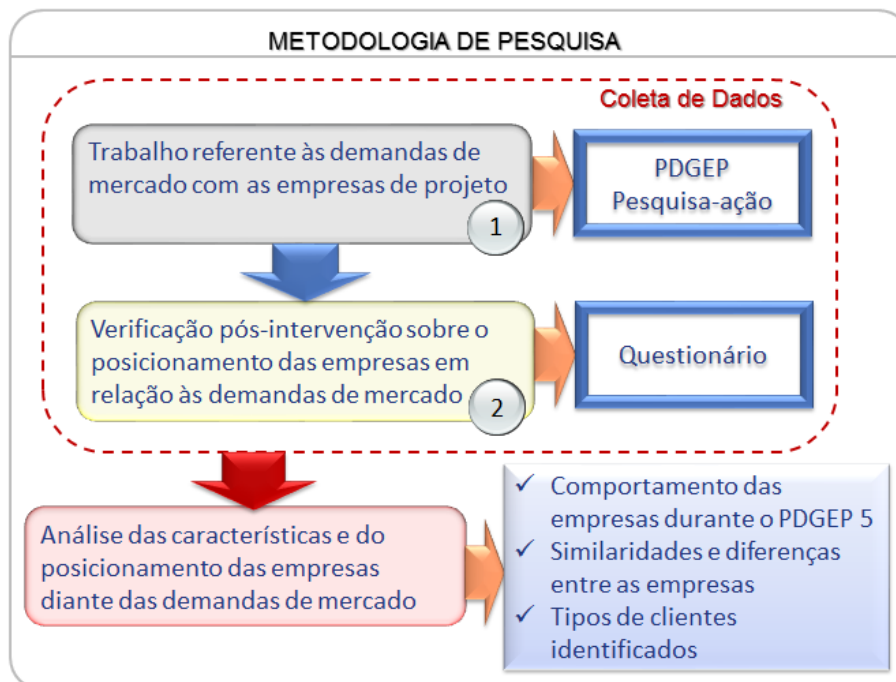 METODOLOGIA DE PESQUISA
Coleta de Dados
Trabalho referente às demandas de
mercado com as empresas de projeto
1
PDGEP
Pesquisa-ação
Verificação pós-intervenção sobre o
posicionamento das empresas em
relação às demandas de mercado
2
Questionário
Análise das características e do
posicionamento das empresas
diante das demandas de mercado
✓ Comportamento das
empresas durante o PDGEP 5
✓ Similaridades e diferenças
entre as empresas
✓ Tipos de clientes
identificados